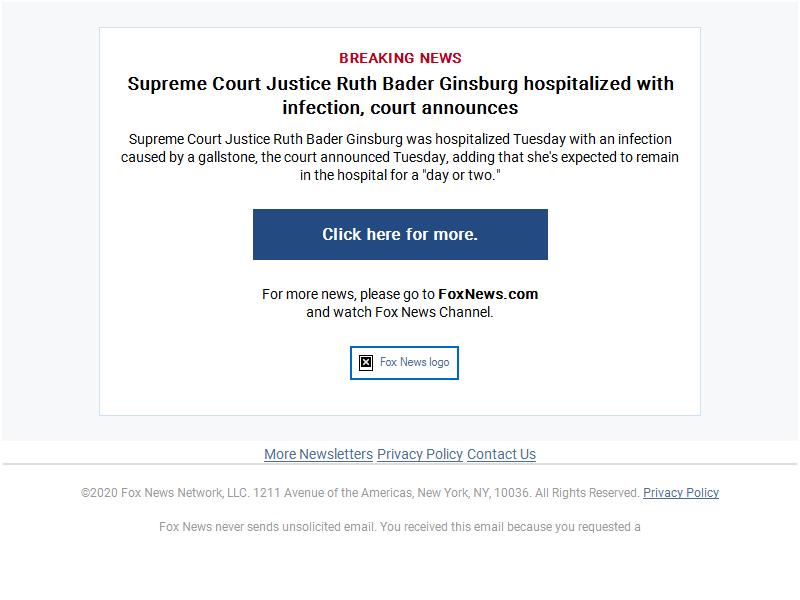 BREAKING NEWS
Supreme Court Justice Ruth Bader Ginsburg hospitalized with
infection, court announces
Supreme Court Justice Ruth Bader Ginsburg was hospitalized Tuesday with an infection
caused by a gallstone, the court announced Tuesday, adding that she's expected to remain
in the hospital for a "day or two."
Click here for more.
For more news, please go to FoxNews.com
and watch Fox News Channel.
Fox News logo
More Newsletters Privacy Policy Contact Us
©2020 Fox News Network, LLC. 1211 Avenue of the Americas, New York, NY, 10036. All Rights Reserved. Privacy Policy
Fox News never sends unsolicited email. You received this email because you requested a